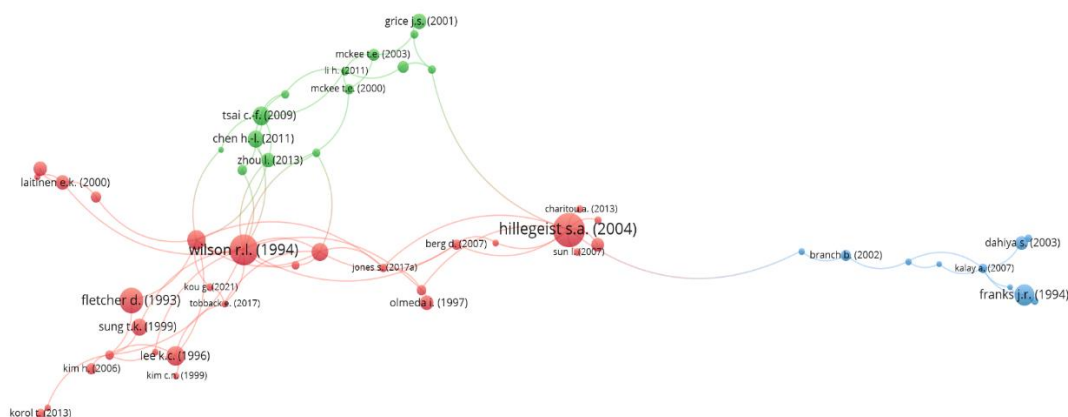 grice j.s. (2001)
mckee t.e. (2003)
li h. (2011)
mckee t.e. (2000)
tsai c.-f. (2009)
chen h.-l. (2011)
zhou l. (2013)
laitinen e.k. (2000)
charitou a. (2013)
hillegeist s.a. (2004)
wilson r.l. (1994)
berg d. (2007)
sun l. (2007)
dahiya s. (2003)
branch b. (2002)
jones s. (2017a)
kalay a. (2007)
kou g. (2021)
franks j.r. (1994)
fletcher d. (1993)
tobback e. (2017)
olmeda i. (1997)
sung t.k. (1999)
lee k.c. (1996)
kim h. (2006)
kim c.n. (1999)
korol t. (2013)